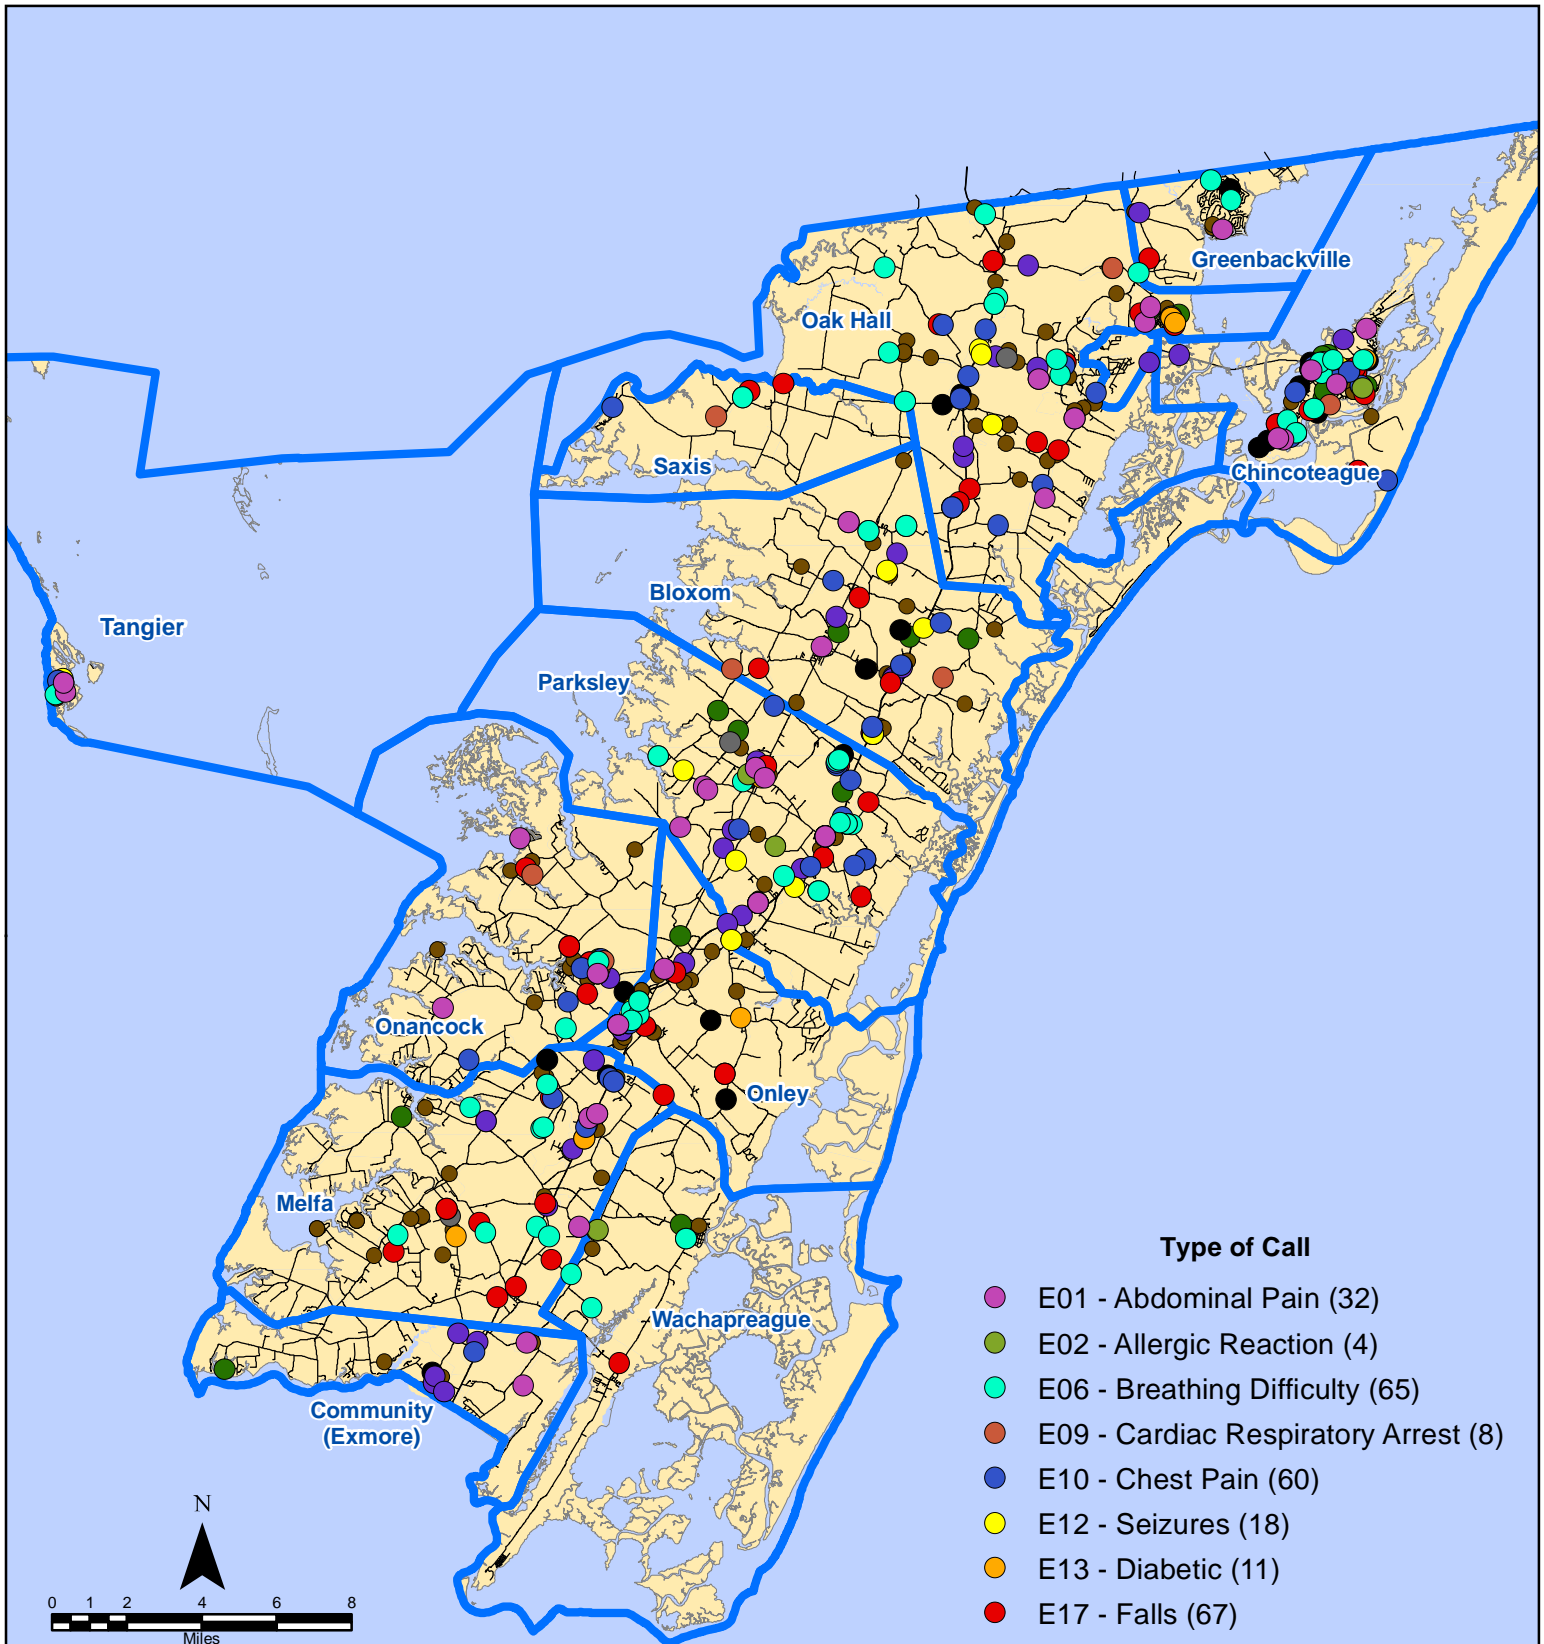 Greenbackville
Oak Hall
Saxis
Chincoteague
Bloxom
Tangier
Parksley
Onancock
Onley
Melfa
Wachapreague
Community
(Exmore)
Type of Call
E01 - Abdominal Pain (32)
E02 - Allergic Reaction (4)
E06 - Breathing Difficulty (65)
E09 - Cardiac Respiratory Arrest (8)
E10 - Chest Pain (60)
E12 - Seizures (18)
E13 - Diabetic (11)
E17 - Falls (67)
N
0 1 2 4 6 8
Miles